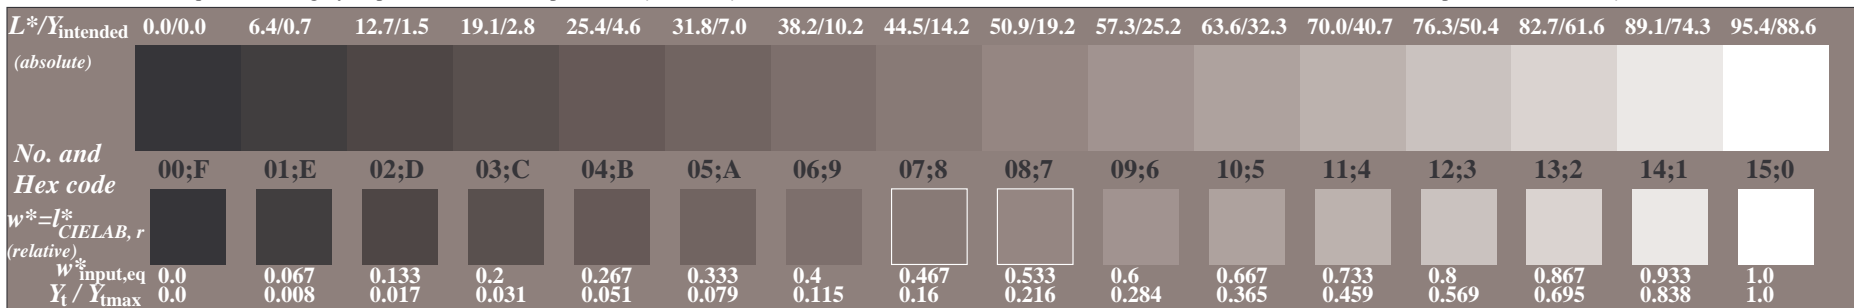 L*/Yintended 0.0/0.0 6.4/0.7 12.7/1.5 19.1/2.8 25.4/4.6 31.8/7.0 38.2/10.2 44.5/14.2 50.9/19.2 57.3/25.2 63.6/32.3 70.0/40.7 76.3/50.4 82.7/61.6 89.1/74.3 95.4/88.6
(absolute)
No. and
Hex code
00;F 01;E 02;D 03;C 04;B 05;A 06;9 07;8 08;7 09;6 10;5 11;4 12;3 13;2 14;1 15;0
w*=l*CIELAB, r
(relative)
w*input,eq 0.0 0.067 0.133 0.2 0.267 0.333 0.4 0.467 0.533 0.6 0.667 0.733 0.8 0.867 0.933 1.0
Yt / Ytmax 0.0 0.008 0.017 0.031 0.051 0.079 0.115 0.16 0.216 0.284 0.365 0.459 0.569 0.695 0.838 1.0